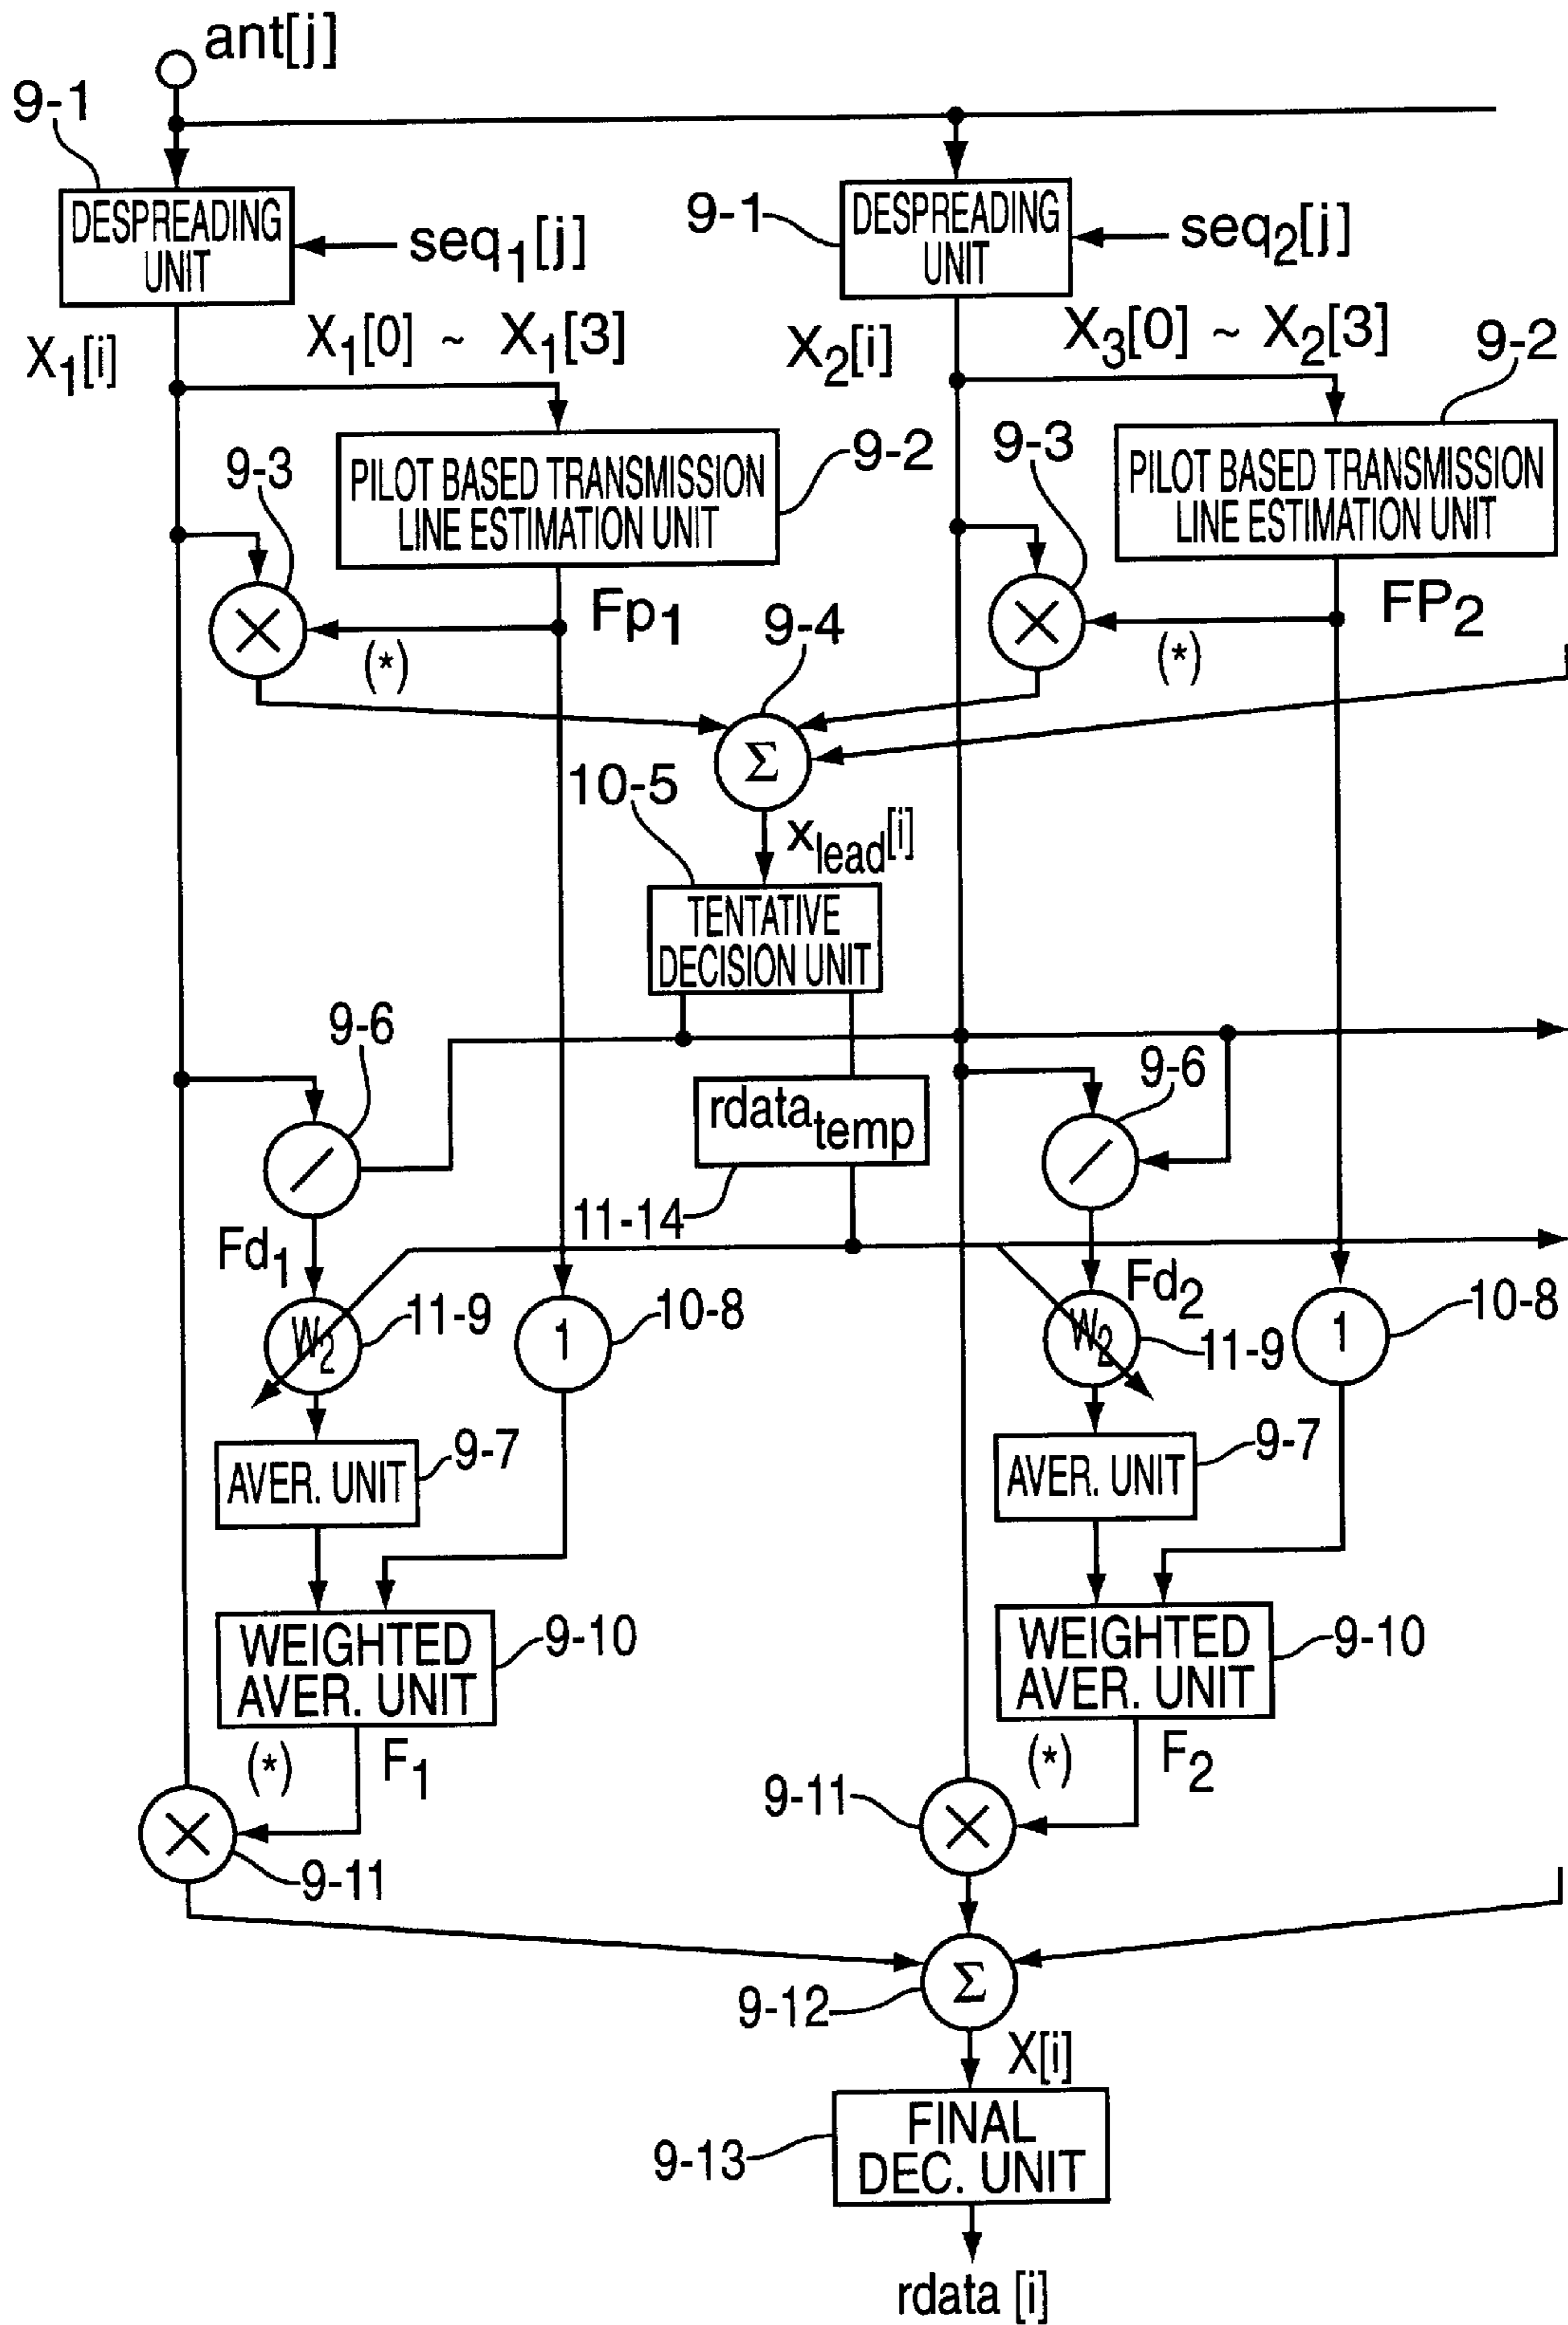 ant[j]
9-1
DESPREADING
UNIT
seq1[j]
9-1
DESPREADING
UNIT
seq2[j]
X1[i]
X1[0] ~ X1[3]
X2[i]
X3[0] ~ X2[3]
9-2
9-3
PILOT BASED TRANSMISSION
LINE ESTIMATION UNIT
9-2
9-3
PILOT BASED TRANSMISSION
LINE ESTIMATION UNIT
×
(*)
Fp1
9-4
×
(*)
FP2
Σ
10-5
xlead[i]
TENTATIVE
DECISION UNIT
9-6
9-6
/
rdatatemp
/
11-14
Fd1
Fd2
W2
11-9
1
10-8
W2
11-9
1
10-8
AVER. UNIT
9-7
AVER. UNIT
9-7
WEIGHTED
AVER. UNIT
9-10
WEIGHTED
AVER. UNIT
9-10
(*)
F1
(*)
F2
×
9-11
9-11
×
Σ
9-12
X[i]
FINAL
DEC. UNIT
9-13
rdata [i]